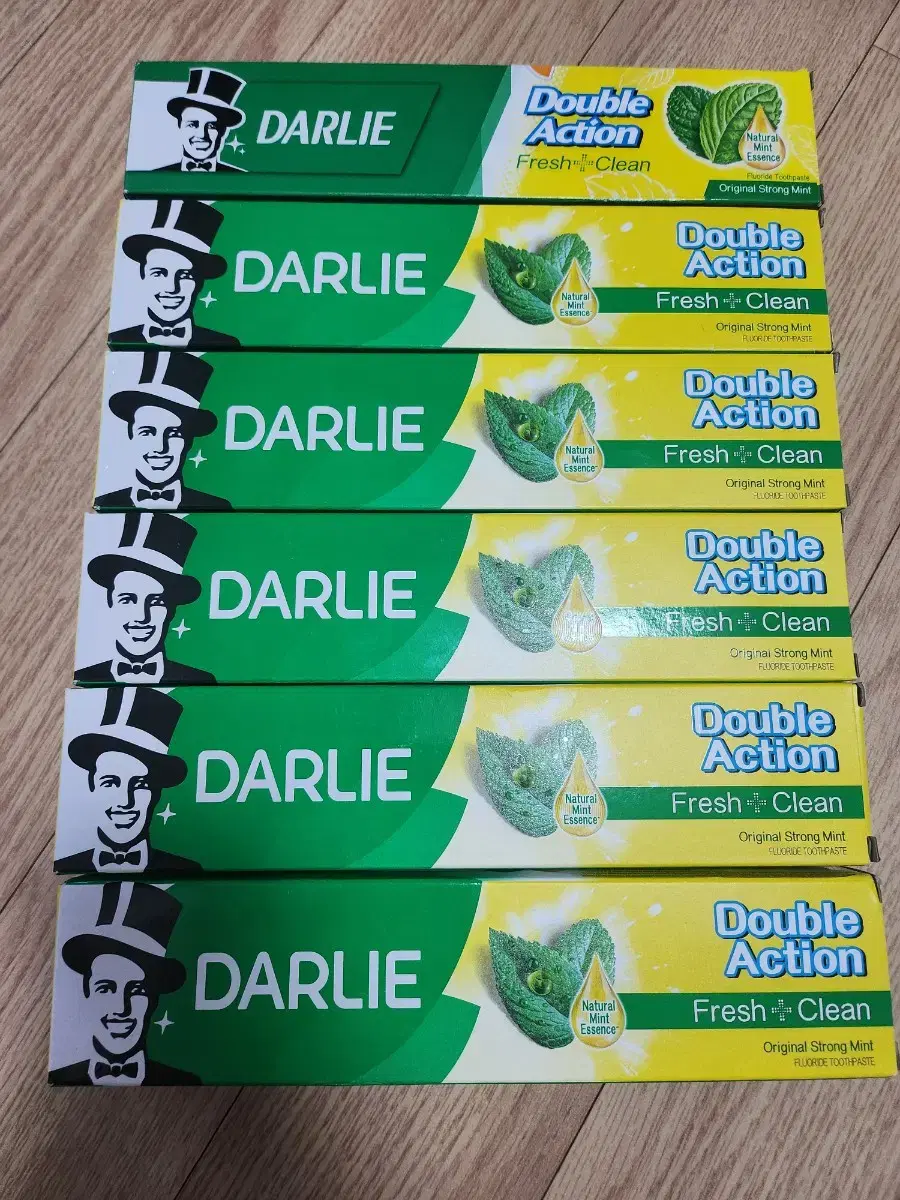 DARLIE
Double
Action
Fresh+Clean
Natural
Mint
Essence
Fluoride Toothpaste
Original Strong Mint
DARLIE
Natural
Mint
Essence
Double
Action
Fresh+Clean
Original Strong Mint
FLUORIDE TOOTHPASTE
DARLIE
Natural
Mint
Essence
Double
Action
Fresh+Clean
Original Strong Mint
FLUORIDE TOOTHPASTE
DARLIE
Double
Action
Fresh+Clean
Original Strong Mint
FLUORIDE TOOTHPASTE
DARLIE
Natural
Mint
Essence
Double
Action
Fresh+Clean
Original Strong Mint
FLUORIDE TOOTHPASTE
DARLIE
Natural
Mint
Essence
Double
Action
Fresh+Clean
Original Strong Mint
FLUORIDE TOOTHPASTE